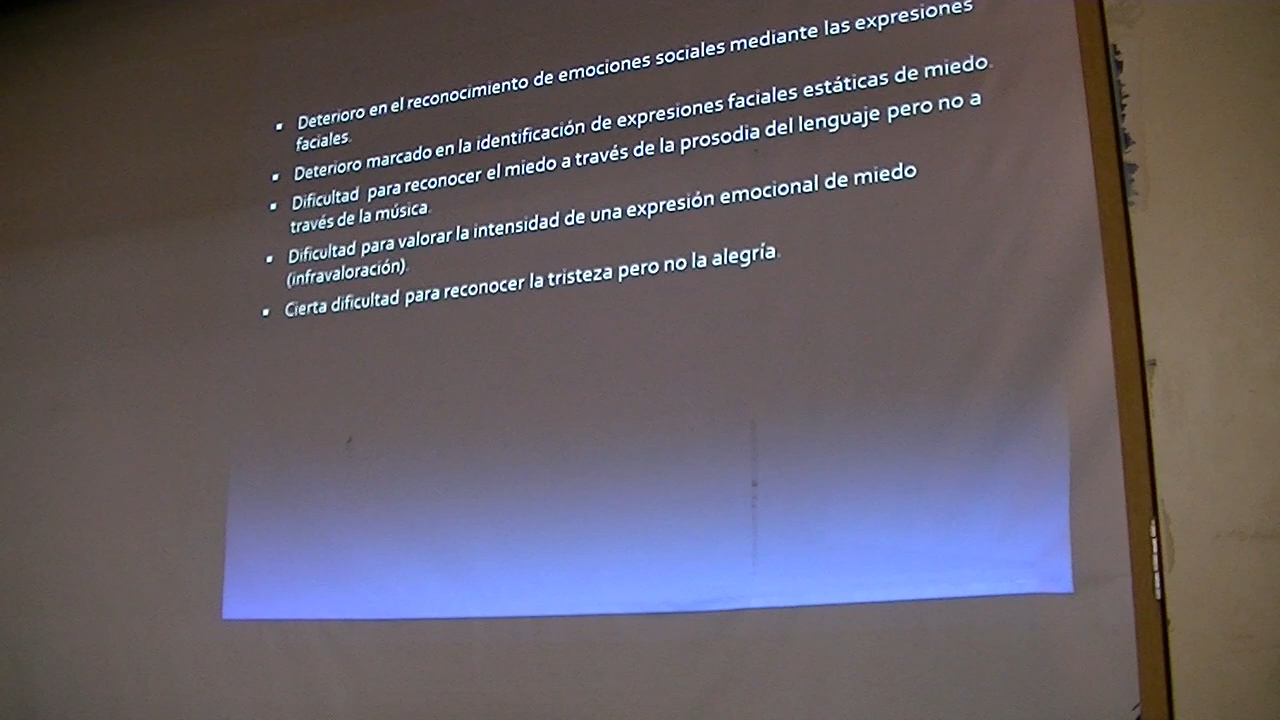 ▪ Deterioro en el reconocimiento de emociones sociales mediante las expresiones
faciales.
▪ Deterioro marcado en la identificación de expresiones faciales estáticas de miedo.
▪ Dificultad para reconocer el miedo a través de la prosodia del lenguaje pero no a
través de la música.
▪ Dificultad para valorar la intensidad de una expresión emocional de miedo
(infravaloración).
▪ Cierta dificultad para reconocer la tristeza pero no la alegría.